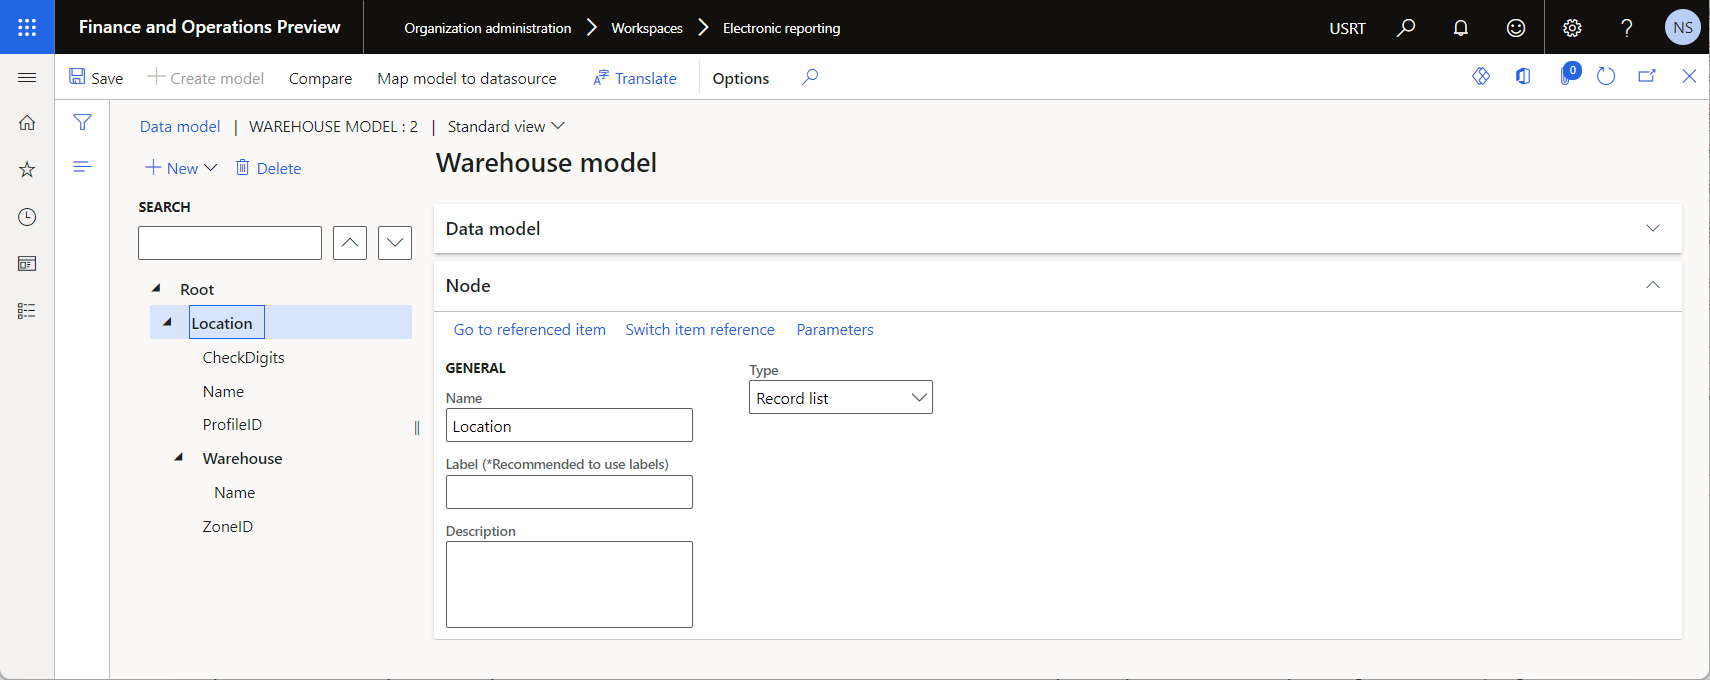 Finance and Operations Preview
Organization administration
Workspaces
Electronic reporting
USRT
?
NS
Save
Create model
Compare
Map model to datasource
Translate
Options
0
Data model | WAREHOUSE MODEL : 2 | Standard view
New
Delete
Warehouse model
SEARCH
Data model
Root
Location
CheckDigits
Name
ProfileID
Warehouse
Name
ZoneID
Node
Go to referenced item
Switch item reference
Parameters
GENERAL
Name
Location
Label (*Recommended to use labels)
Description
Type
Record list